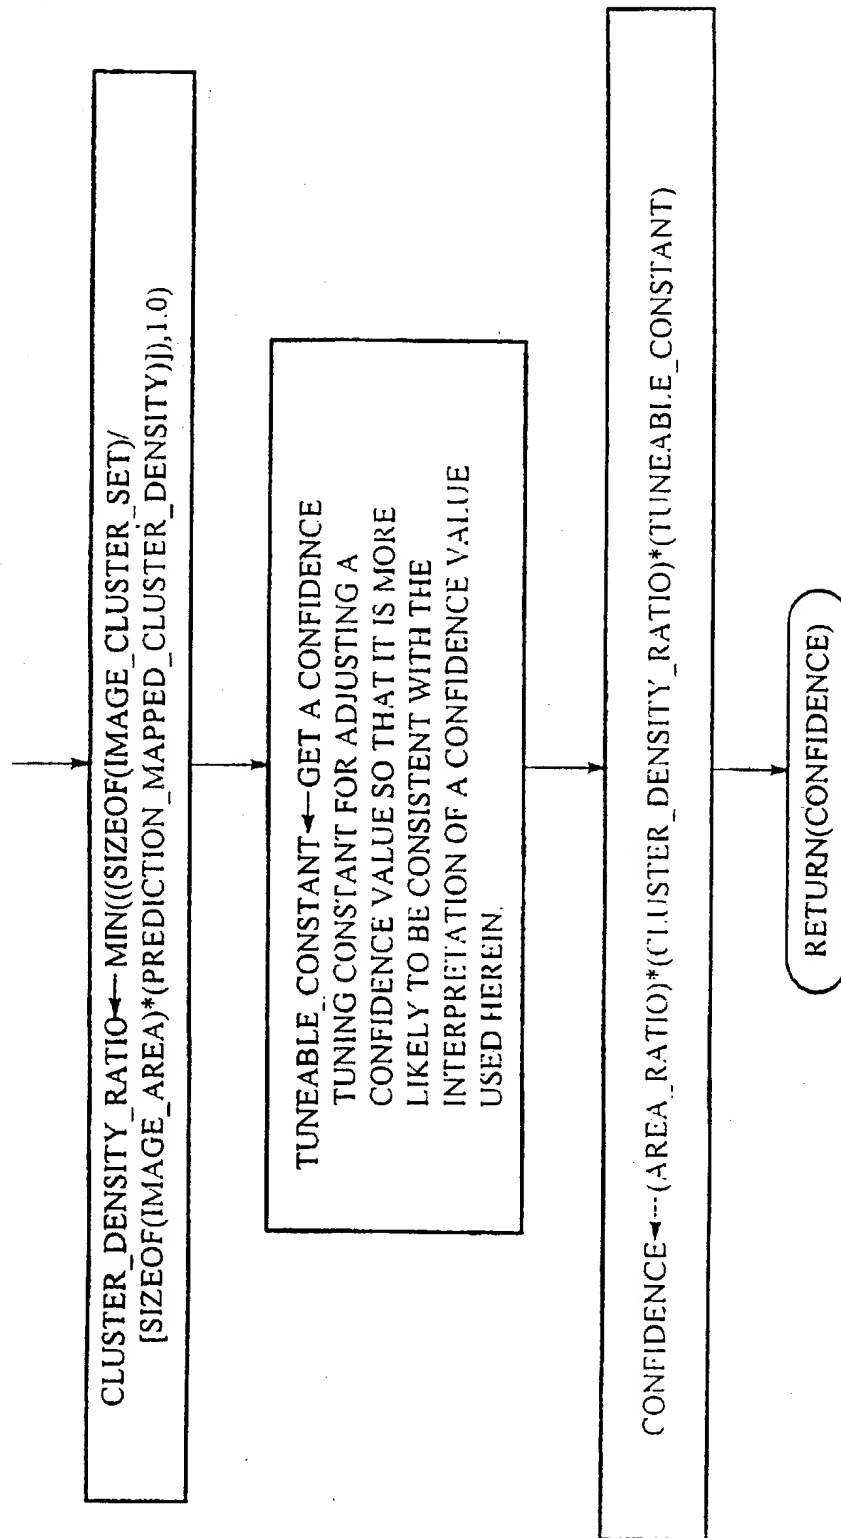 CLUSTER_DENSITY_RATIO◄—MIN(((SIZEOF(IMAGE_CLUSTER_SET)/
[SIZEOF(IMAGE_AREA)*(PREDICTION_MAPPED_CLUSTER_DENSITY)]),1.0)
TUNEABLE_CONSTANT◄—GET A CONFIDENCE
TUNING CONSTANT FOR ADJUSTING A
CONFIDENCE VALUE SO THAT IT IS MORE
LIKELY TO BE CONSISTENT WITH THE
INTERPRETATION OF A CONFIDENCE VALUE
USED HEREIN.
CONFIDENCE◄---(AREA_RATIO)*(CLUSTER_DENSITY_RATIO)*(TUNEABLE_CONSTANT)
RETURN(CONFIDENCE)